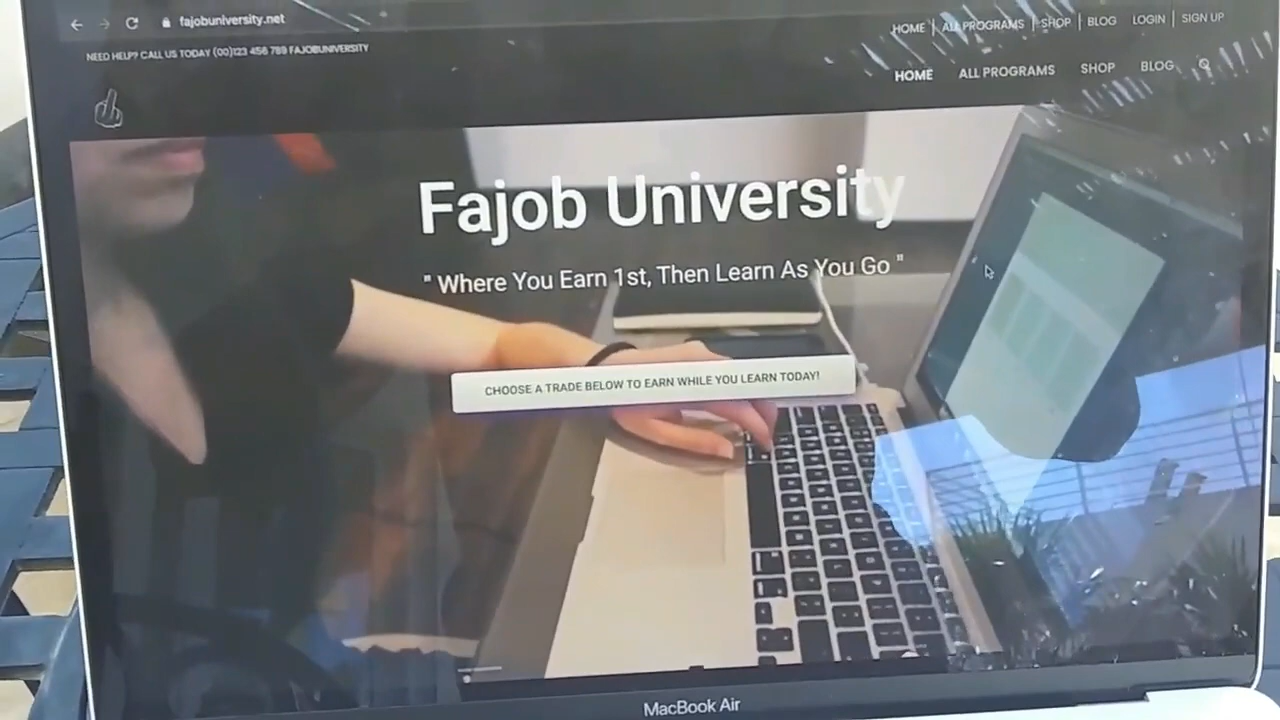 fajobuniversity.net
HOME | ALL PROGRAMS | SHOP | BLOG LOGIN | SIGN UP
NEED HELP? CALL US TODAY (00)123 456 789 FAJOBUNIVERSITY
HOME ALL PROGRAMS SHOP BLOG
Fajob University
" Where You Earn 1st, Then Learn As You Go "
CHOOSE A TRADE BELOW TO EARN WHILE YOU LEARN TODAY!
MacBook Air